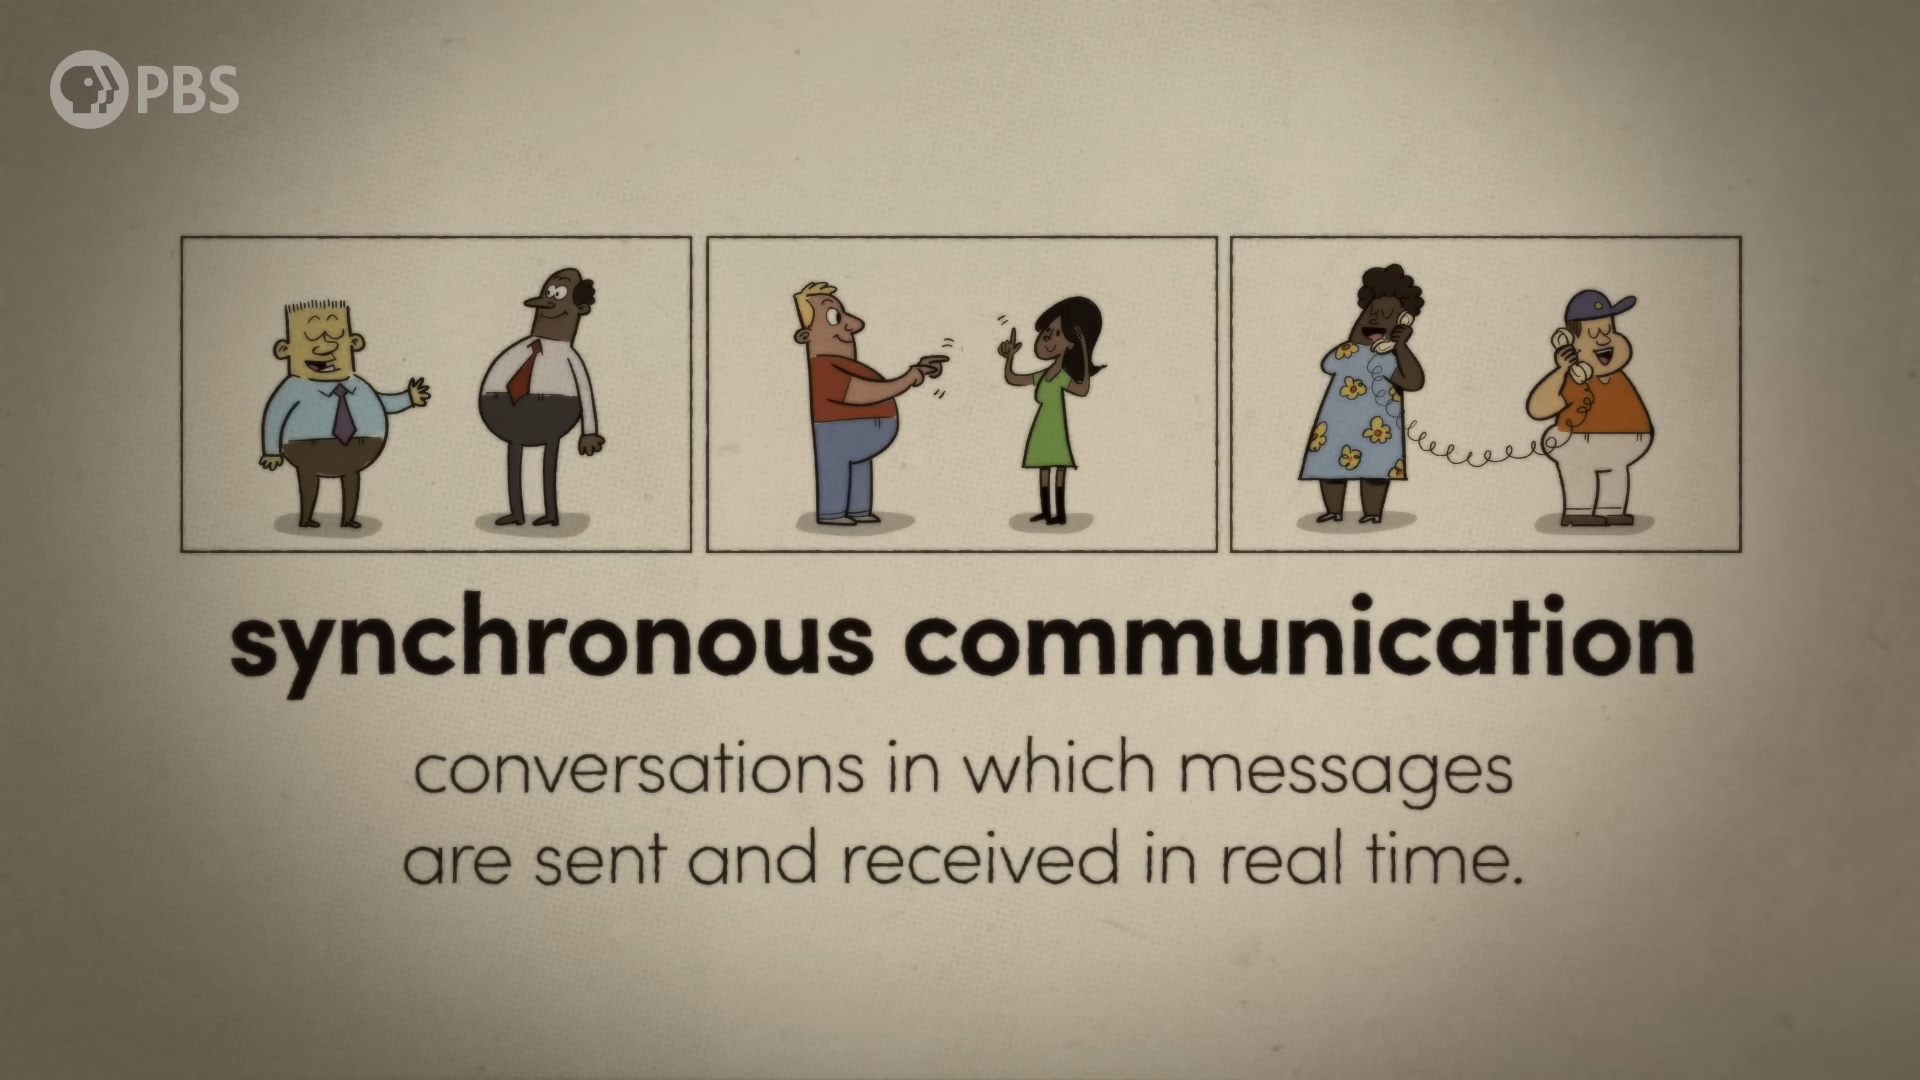 PBS
synchronous communication
conversations in which messages
are sent and received in real time.